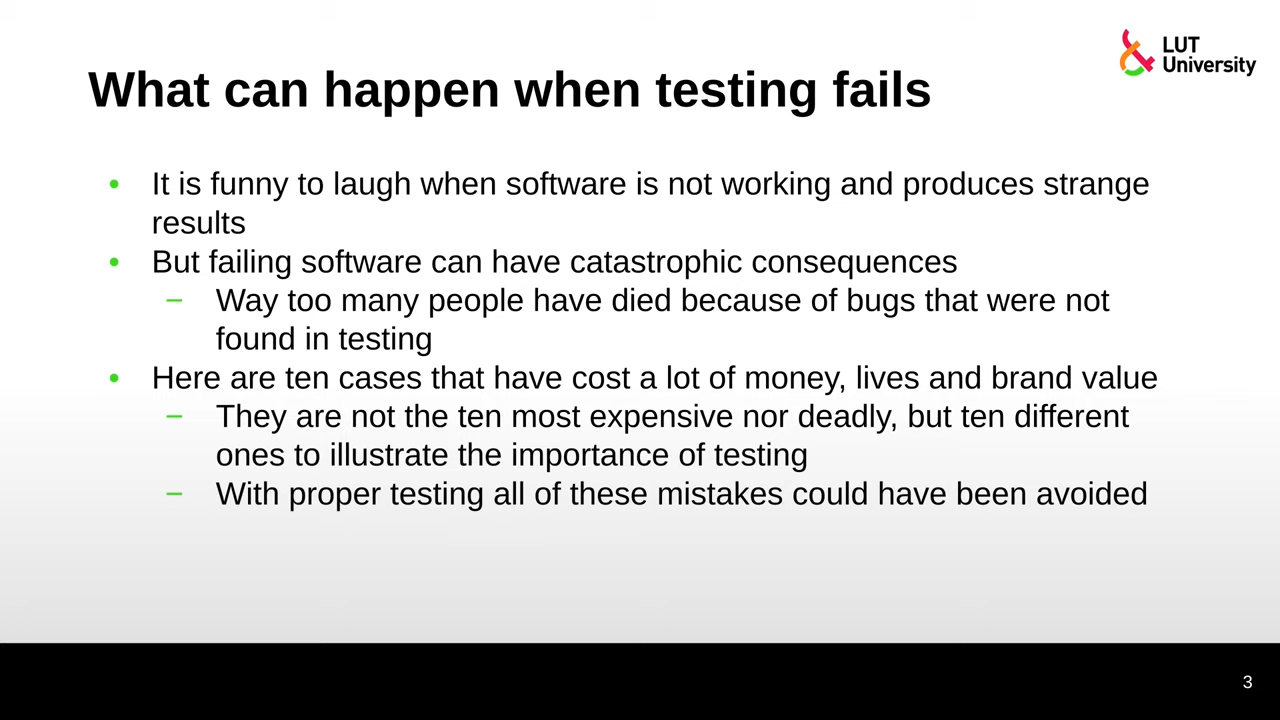 LUT
University
What can happen when testing fails
• It is funny to laugh when software is not working and produces strange
results
• But failing software can have catastrophic consequences
– Way too many people have died because of bugs that were not
found in testing
• Here are ten cases that have cost a lot of money, lives and brand value
– They are not the ten most expensive nor deadly, but ten different
ones to illustrate the importance of testing
– With proper testing all of these mistakes could have been avoided
3